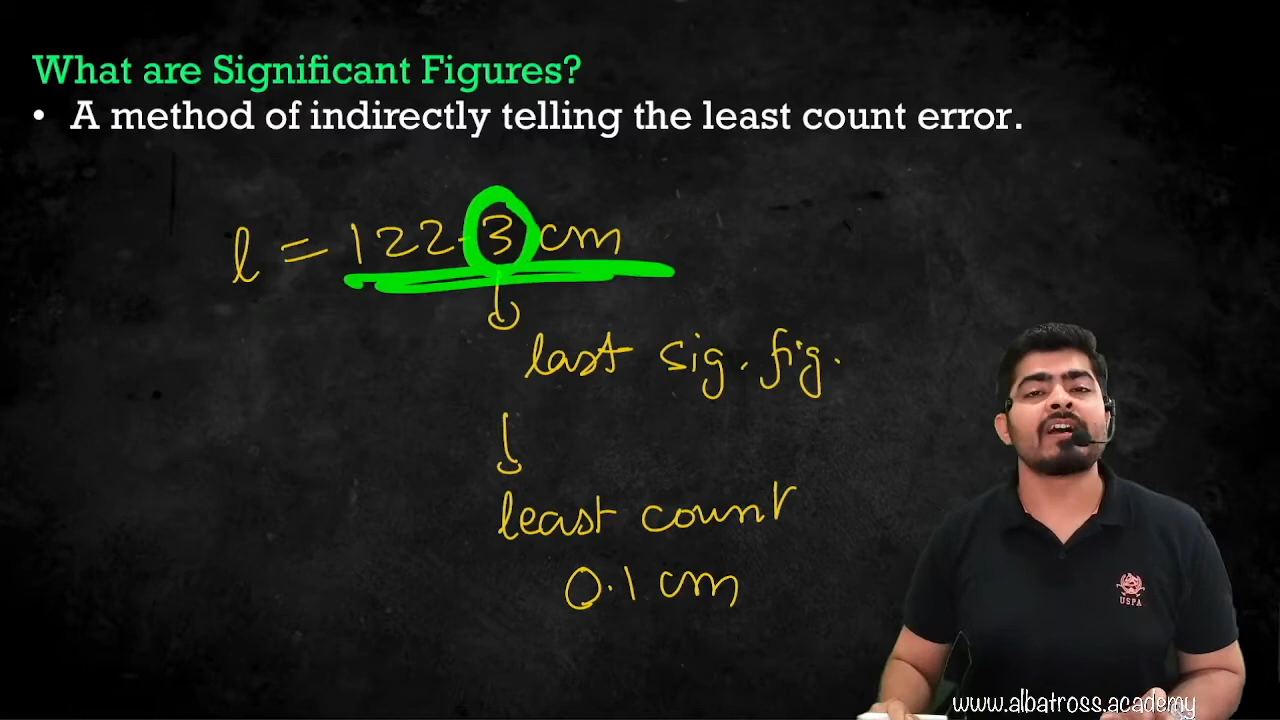 What are Significant Figures?
• A method of indirectly telling the least count error.
l = 122.3 cm
last sig. fig.
least count
0.1 cm
USPA
www.albatross.academy